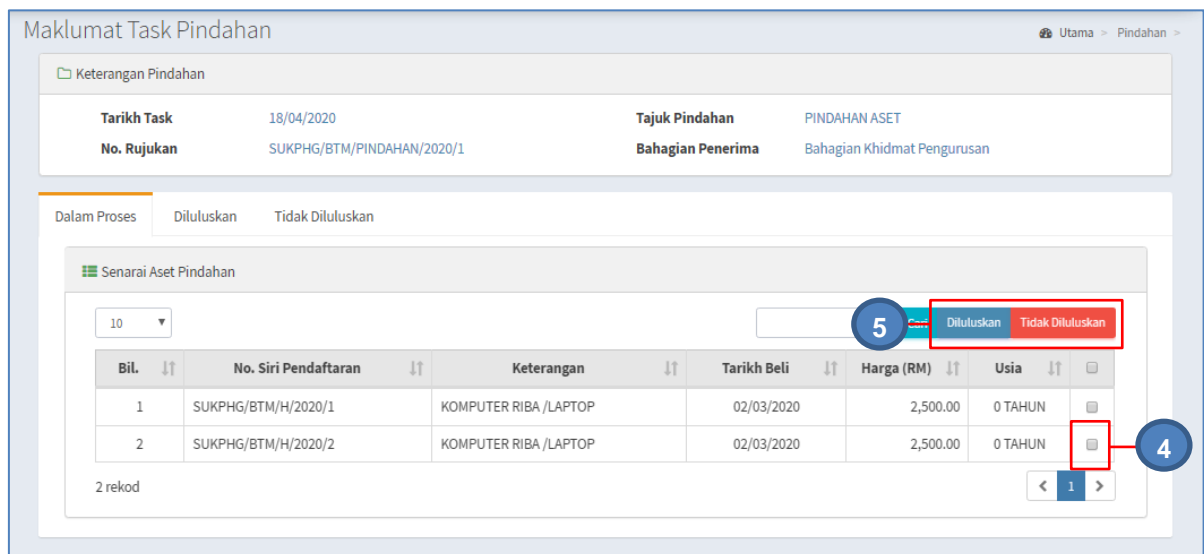 Maklumat Task Pindahan
Utama > Pindahan >
Keterangan Pindahan
Tarikh Task 18/04/2020 Tajuk Pindahan PINDAHAN ASET
No. Rujukan SUKPHG/BTM/PINDAHAN/2020/1 Bahagian Penerima Bahagian Khidmat Pengurusan
Dalam Proses Diluluskan Tidak Diluluskan
Senarai Aset Pindahan
10 5 Cari Diluluskan Tidak Diluluskan
Bil. No. Siri Pendaftaran Keterangan Tarikh Beli Harga (RM) Usia
1 SUKPHG/BTM/H/2020/1 KOMPUTER RIBA /LAPTOP 02/03/2020 2,500.00 0 TAHUN
2 SUKPHG/BTM/H/2020/2 KOMPUTER RIBA /LAPTOP 02/03/2020 2,500.00 0 TAHUN 4
2 rekod < 1 >